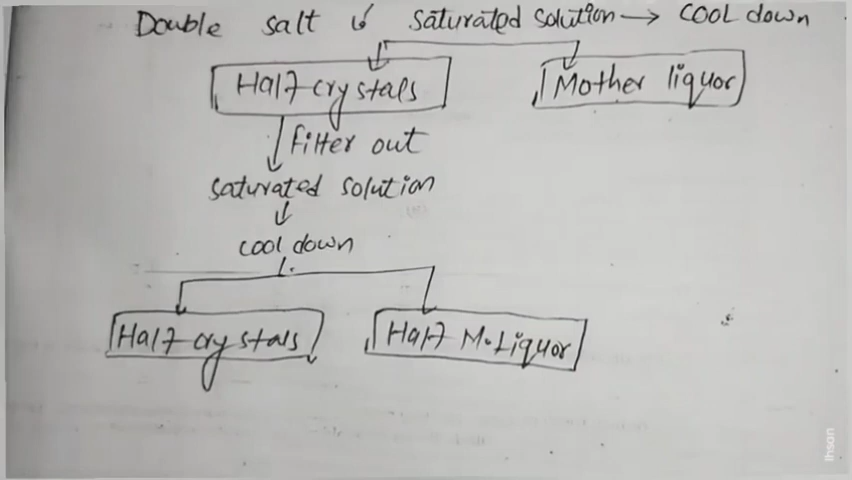 Double salt is saturated solution → cool down
Half crystals
Mother liquor
filter out
saturated solution
cool down
Half crystals
Half M.Liquor
Ihsan